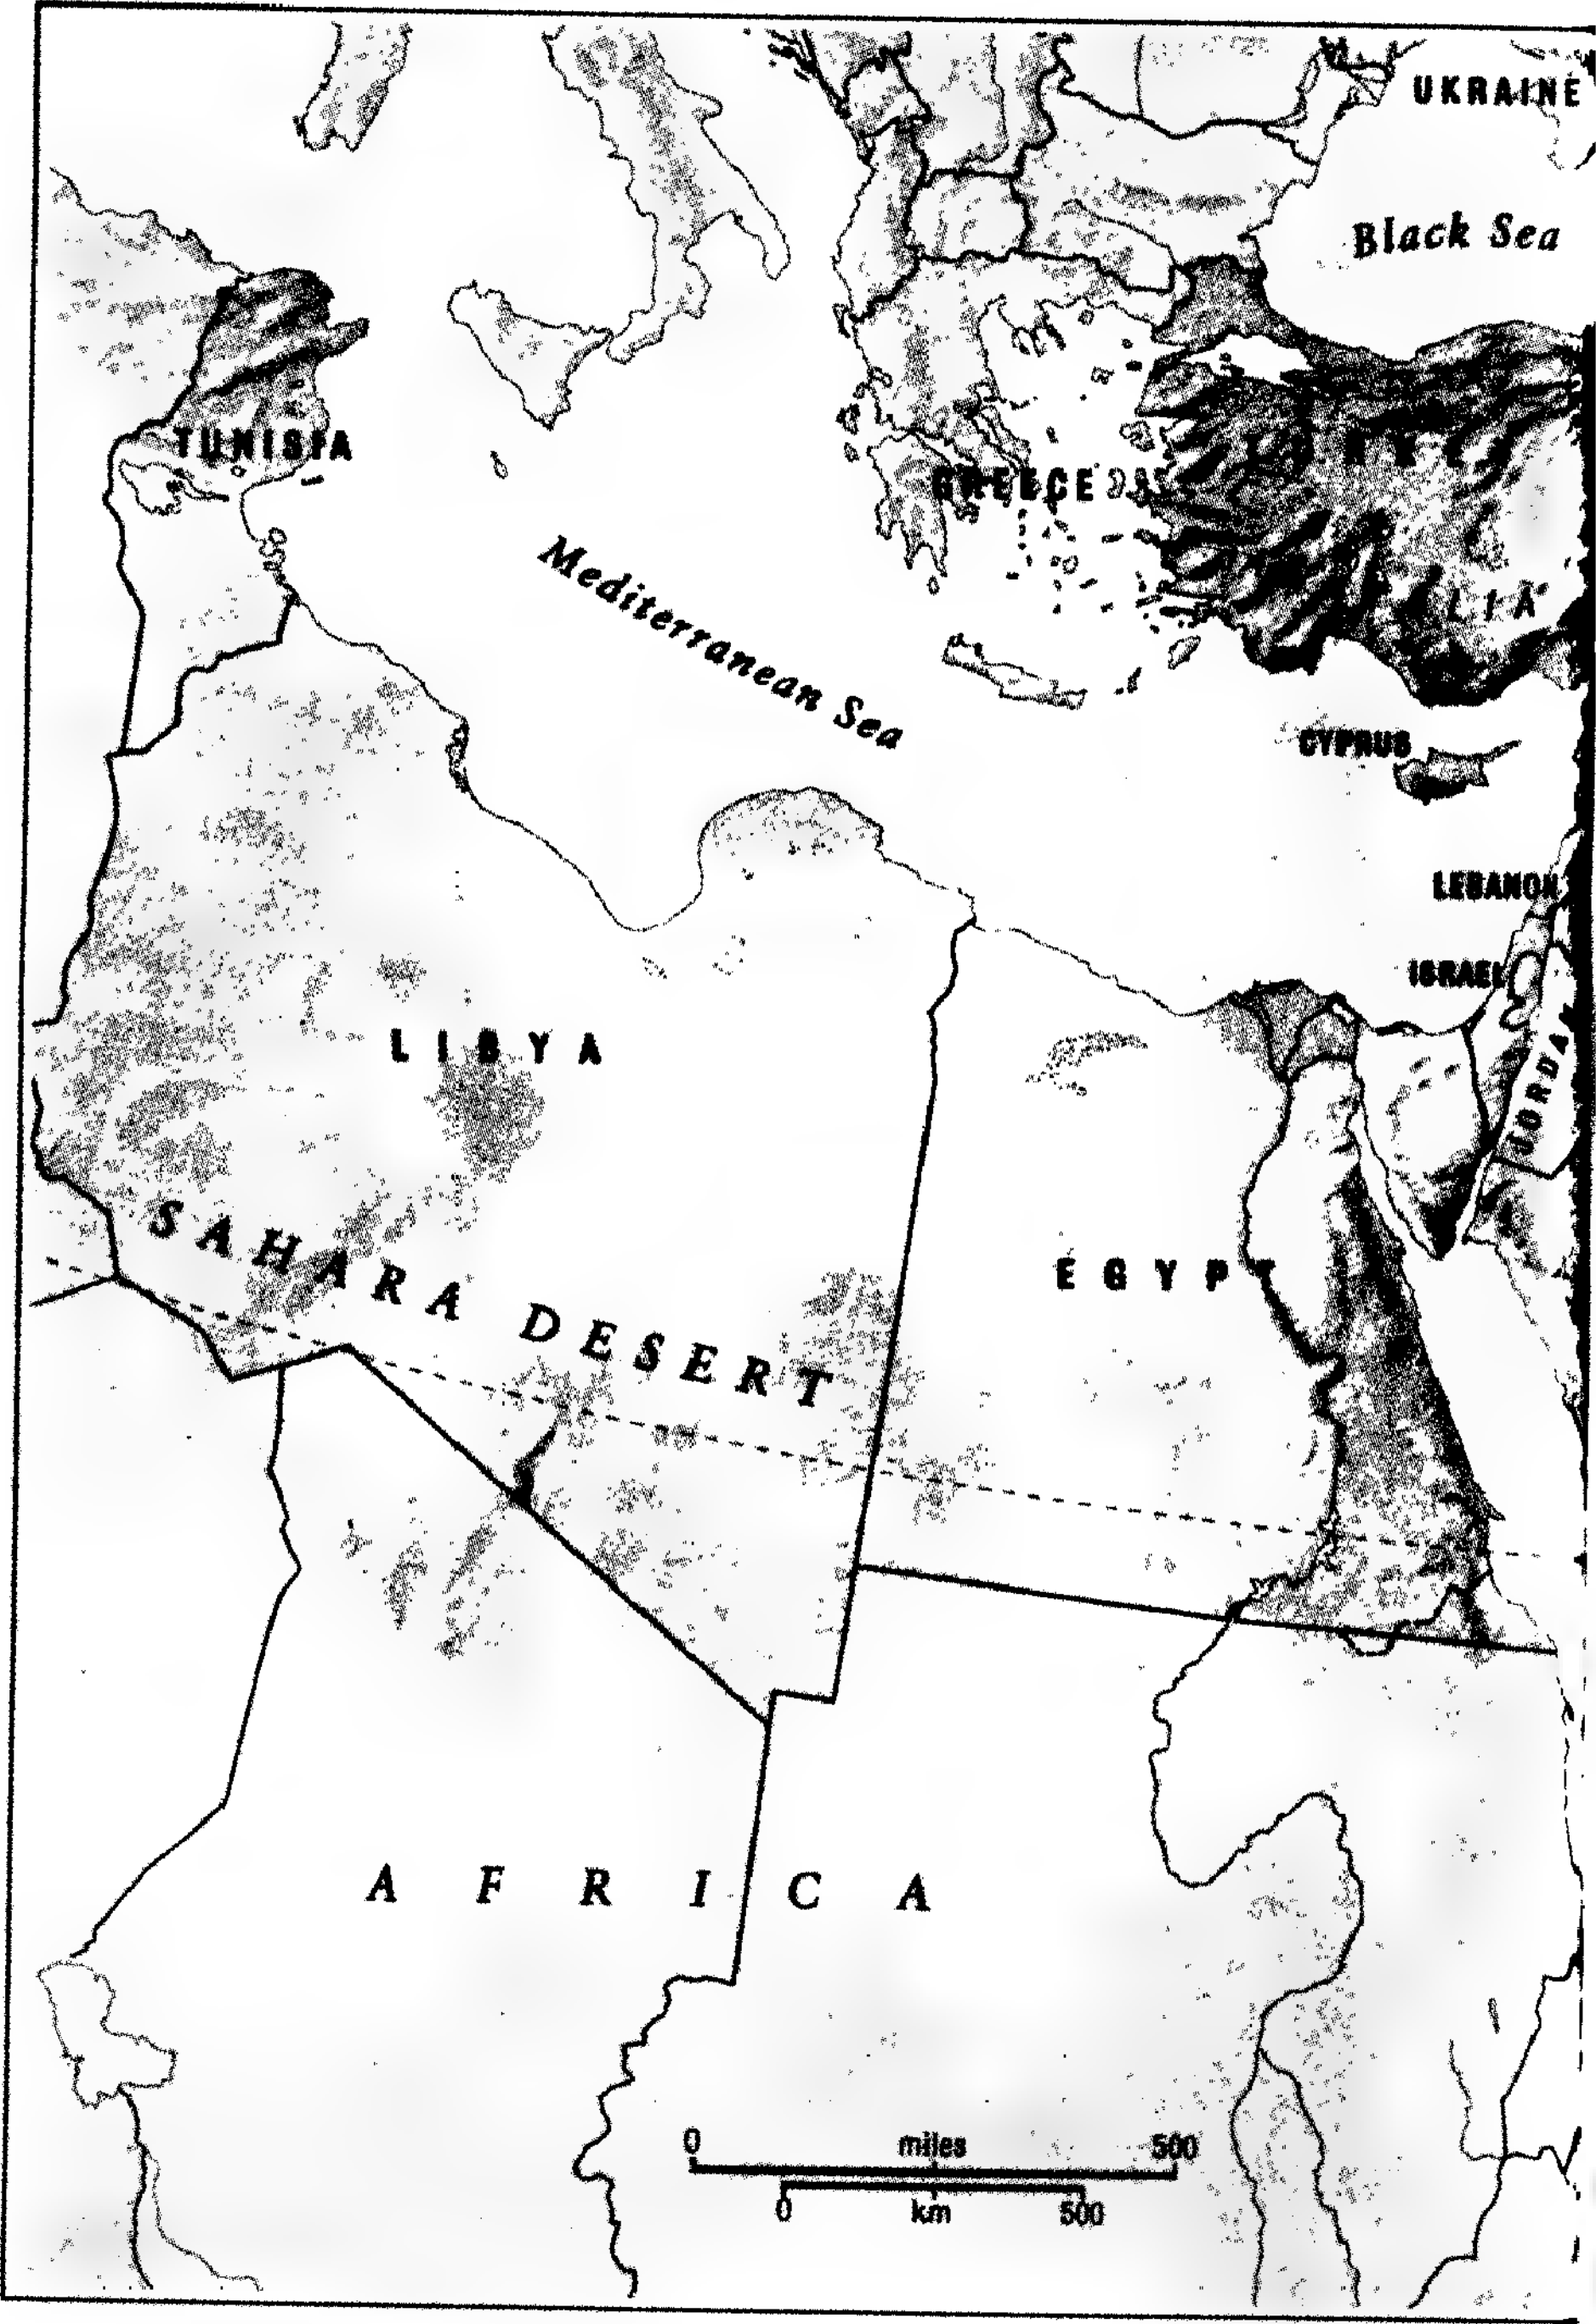 UKRAINE
Black Sea
TUNISIA
GREECE
Mediterranean Sea
CYPRUS
LEBANON
ISRAEL
JORDAN
LIBYA
EGYPT
SAHARA DESERT
AFRICA
0 miles 500
0 km 500